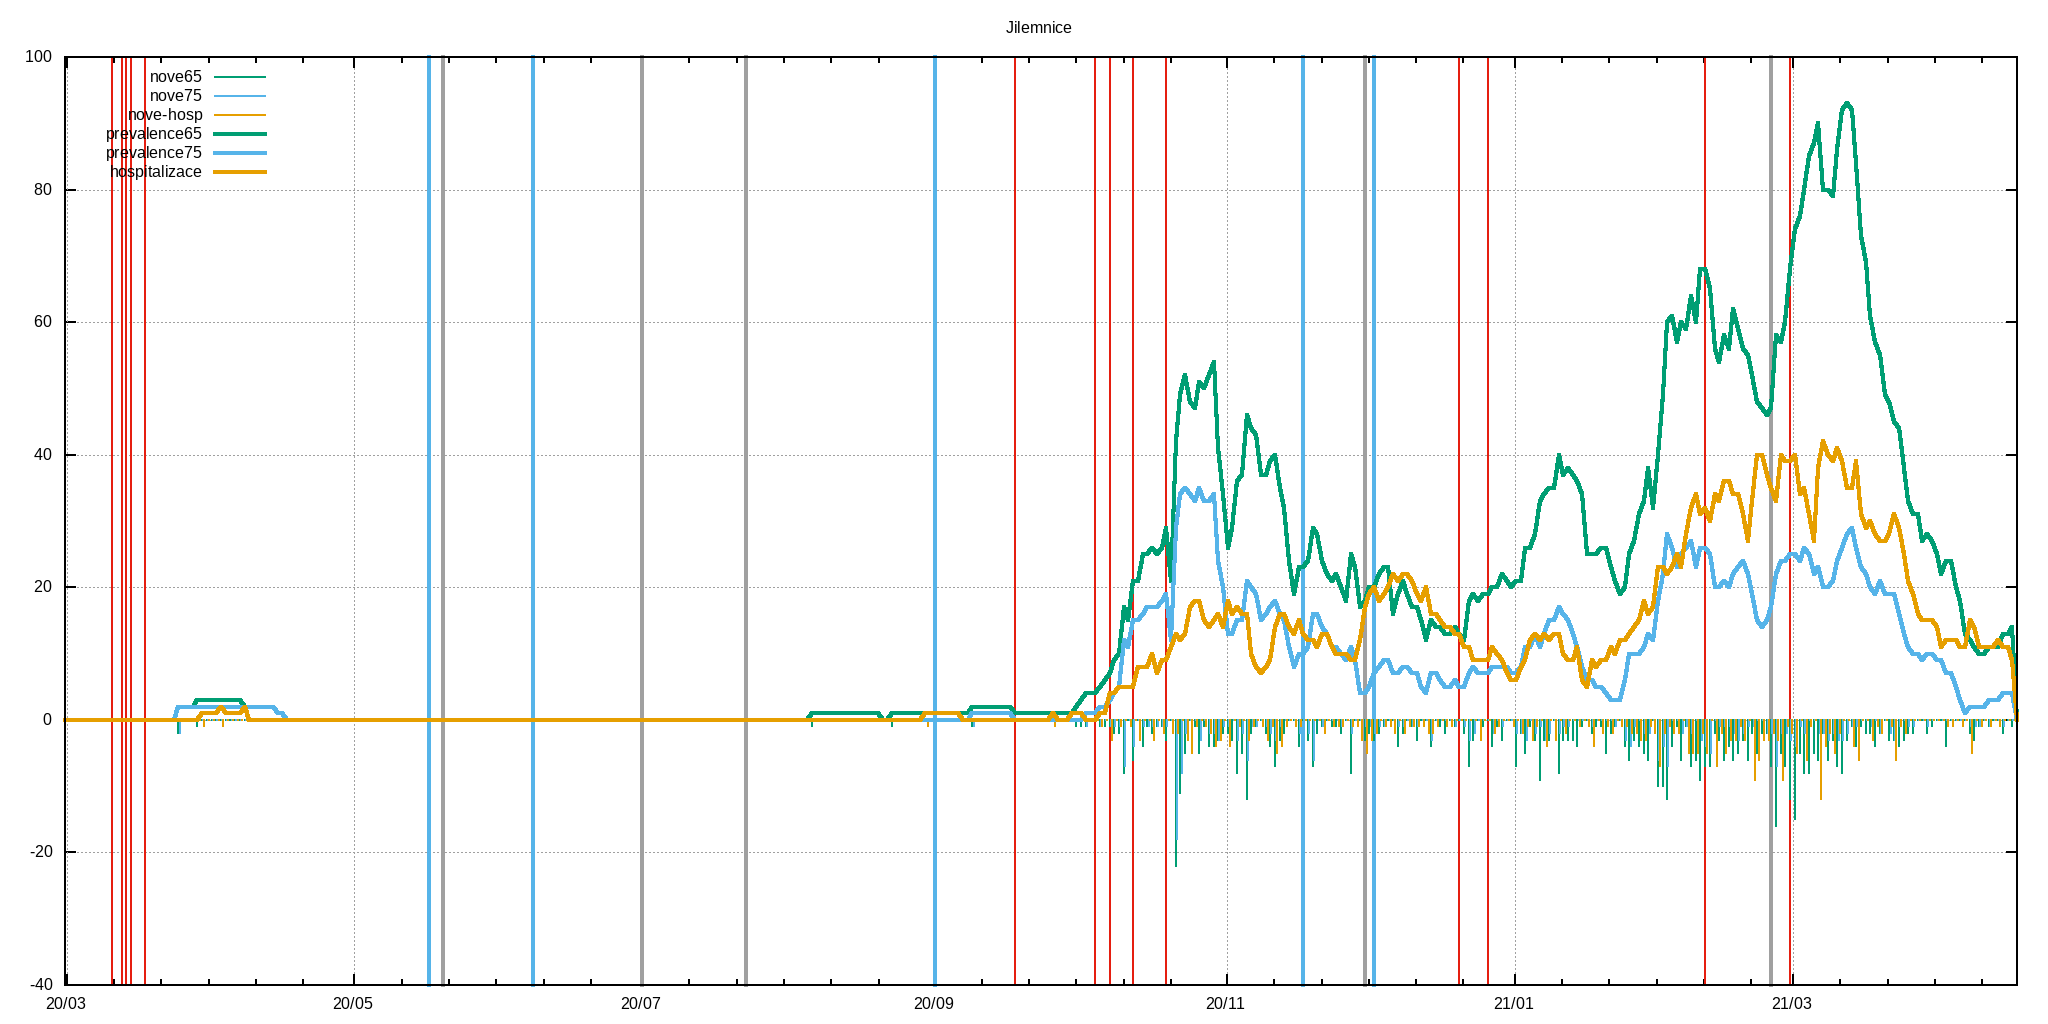 Jilemnice
100
80
60
40
20
0
-20
-40
nove65
nove75
nove-hosp
prevalence65
prevalence75
hospitalizace
20/03 20/05 20/07 20/09 20/11 21/01 21/03